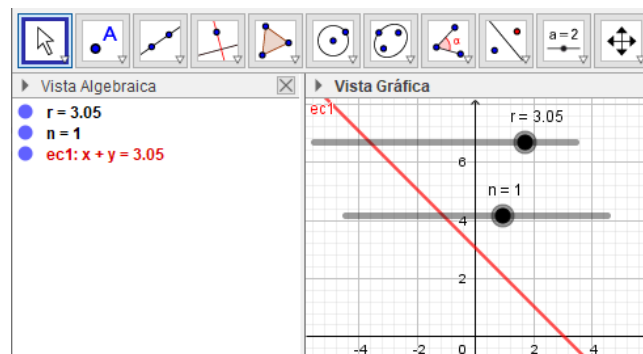 A
α
a = 2
Vista Algebraica
Vista Gráfica
r = 3.05
n = 1
ec1: x + y = 3.05
ec1
r = 3.05
6
n = 1
4
2
-4 -2 0 2 4